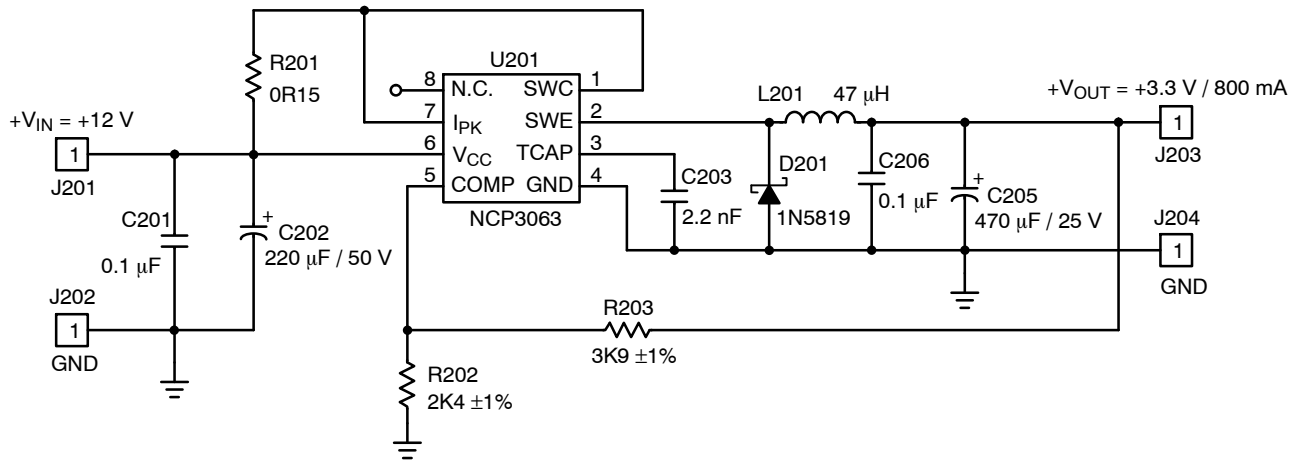 R201
0R15
U201
8 N.C. SWC 1
7 IPK SWE 2
6 VCC TCAP 3
5 COMP GND 4
NCP3063
+VIN = +12 V
1
J201
C201
0.1 µF
+
C202
220 µF / 50 V
J202
1
GND
L201 47 µH
+VOUT = +3.3 V / 800 mA
1
J203
C203
2.2 nF
D201
1N5819
C206
0.1 µF
+
C205
470 µF / 25 V
J204
1
GND
R203
3K9 ±1%
R202
2K4 ±1%